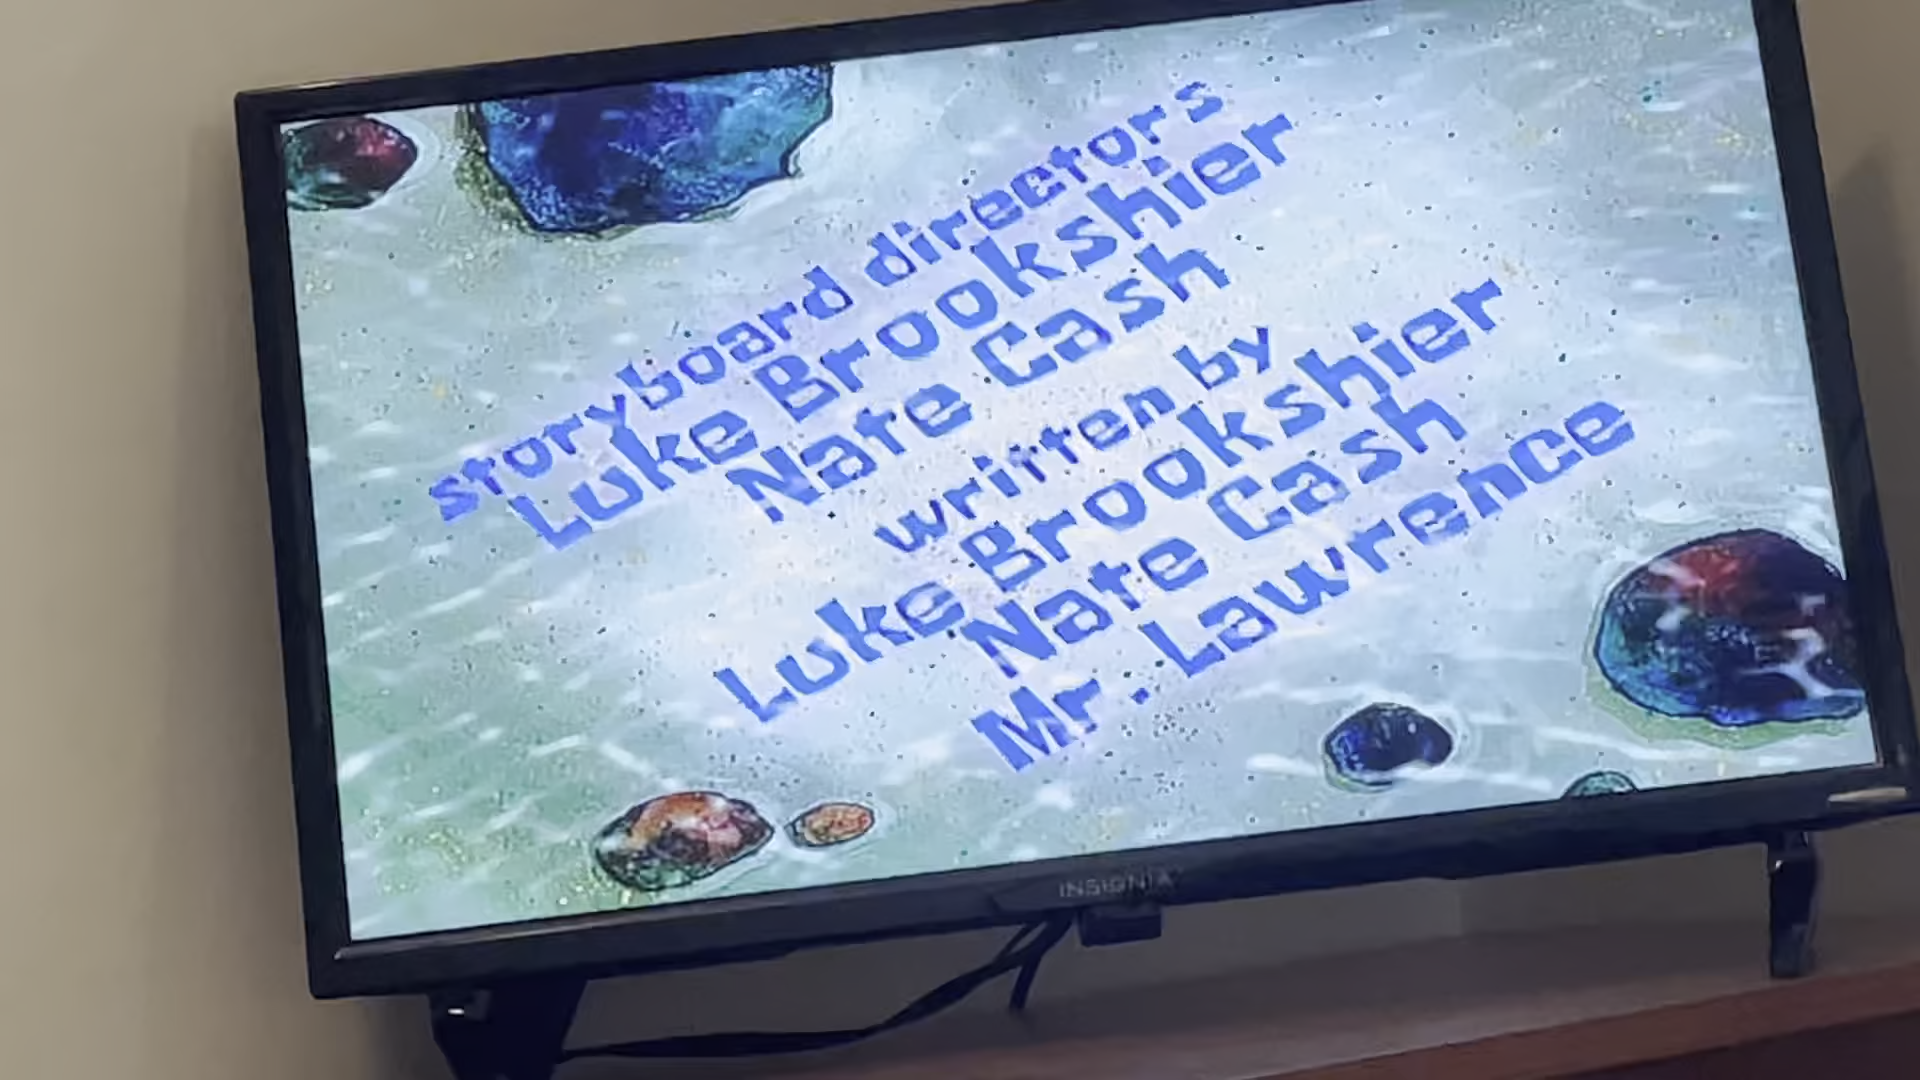 storyboard directors
Luke Brookshier
Nate Cash
written by
Luke Brookshier
Nate Cash
Mr. Lawrence
INSIGNIA